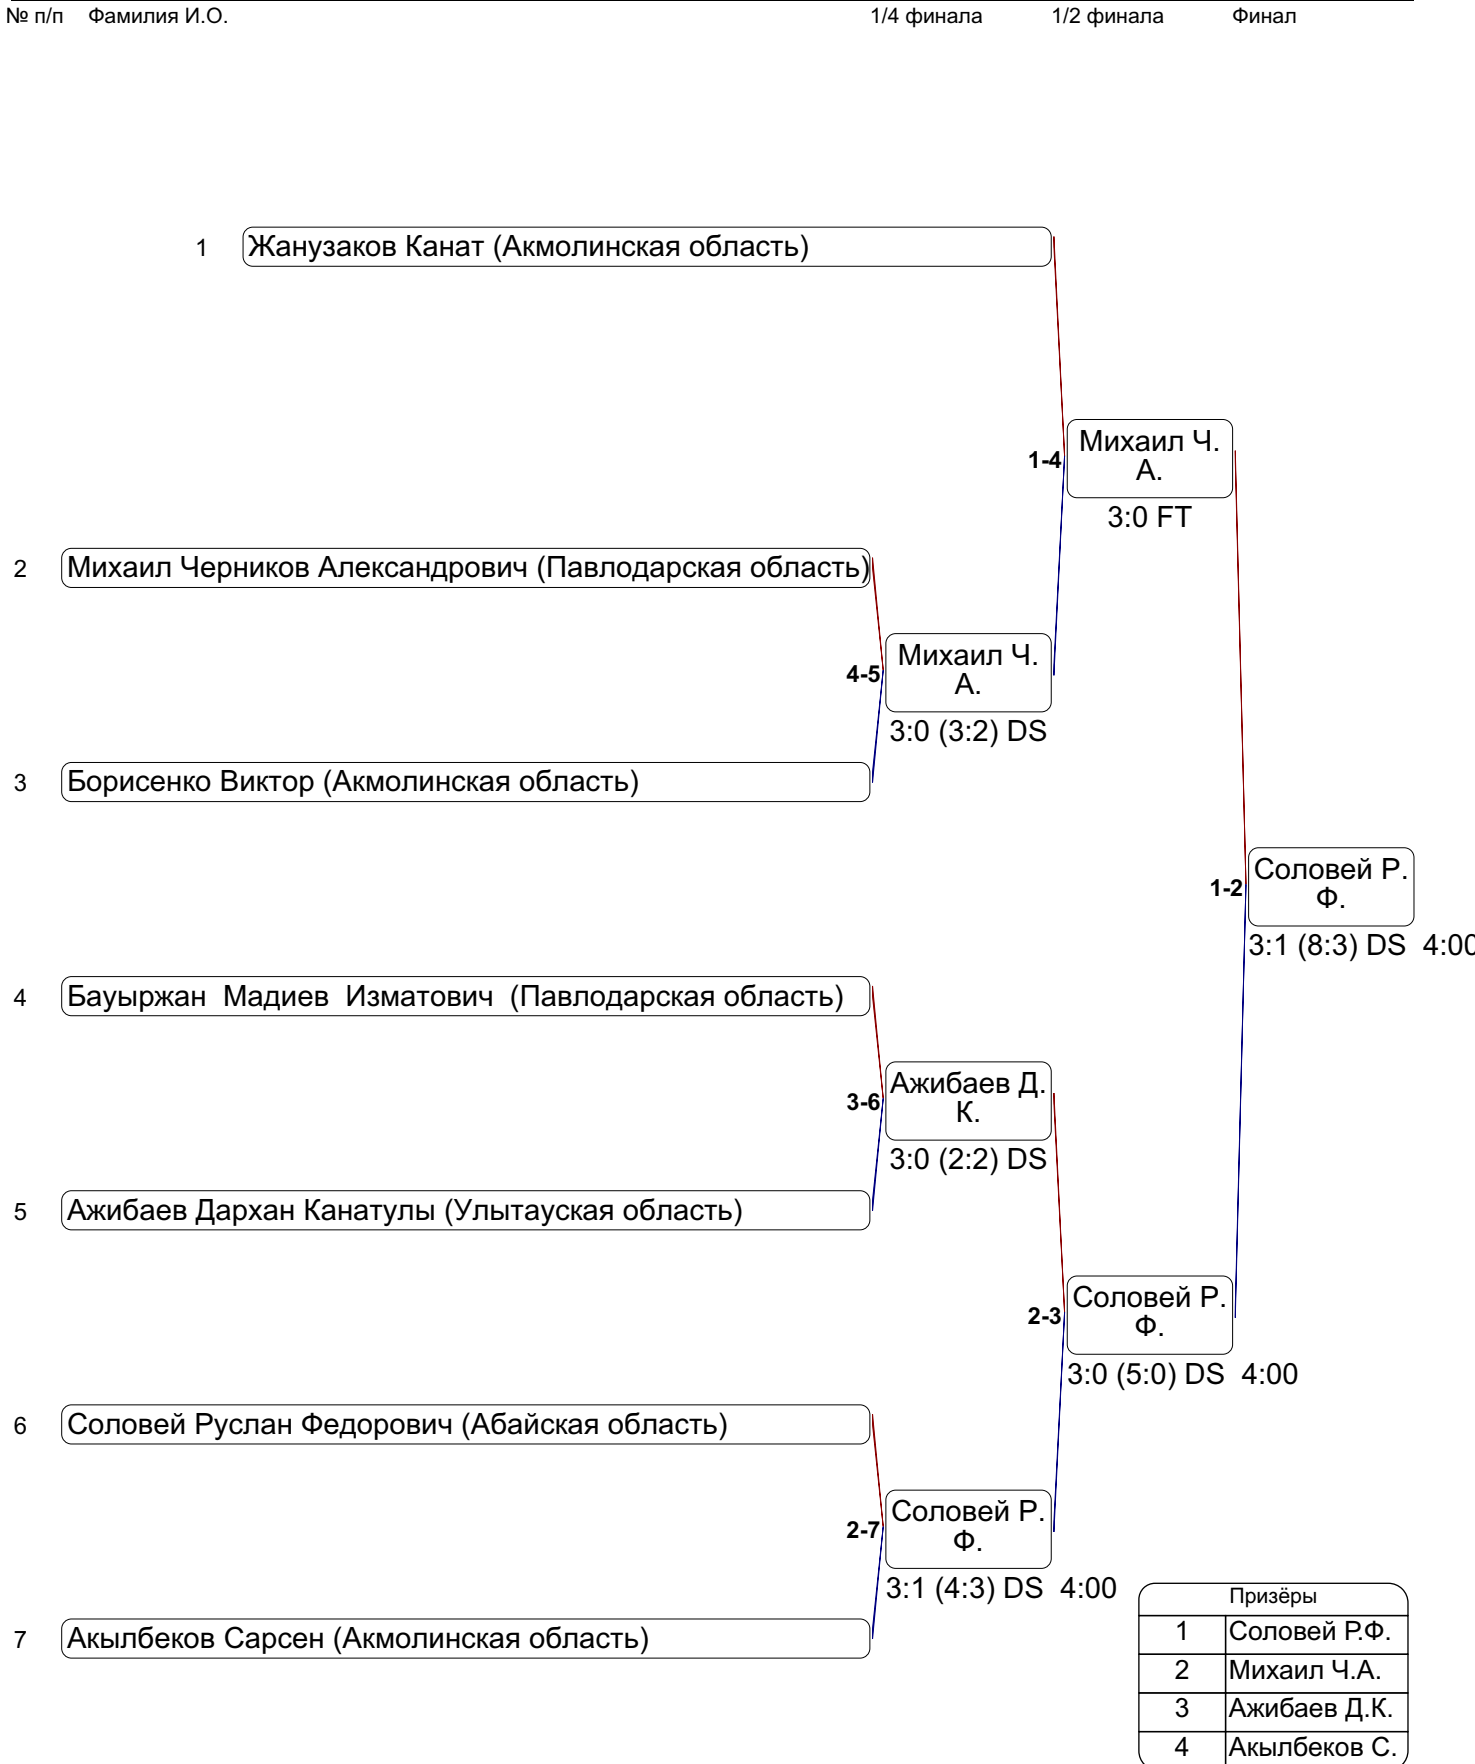 № п/п Фамилия И.О. 1/4 финала 1/2 финала Финал
1 Жанузаков Канат (Акмолинская область)
1-4 Михаил Ч.
А.
3:0 FT
2 Михаил Черников Александрович (Павлодарская область)
4-5 Михаил Ч.
А.
3:0 (3:2) DS
3 Борисенко Виктор (Акмолинская область)
1-2 Соловей Р.
Ф.
3:1 (8:3) DS 4:00
4 Бауыржан Мадиев Изматович (Павлодарская область)
3-6 Ажибаев Д.
К.
3:0 (2:2) DS
5 Ажибаев Дархан Канатулы (Улытауская область)
2-3 Соловей Р.
Ф.
3:0 (5:0) DS 4:00
6 Соловей Руслан Федорович (Абайская область)
2-7 Соловей Р.
Ф.
3:1 (4:3) DS 4:00
7 Акылбеков Сарсен (Акмолинская область)
Призёры
1 Соловей Р.Ф.
2 Михаил Ч.А.
3 Ажибаев Д.К.
4 Акылбеков С.